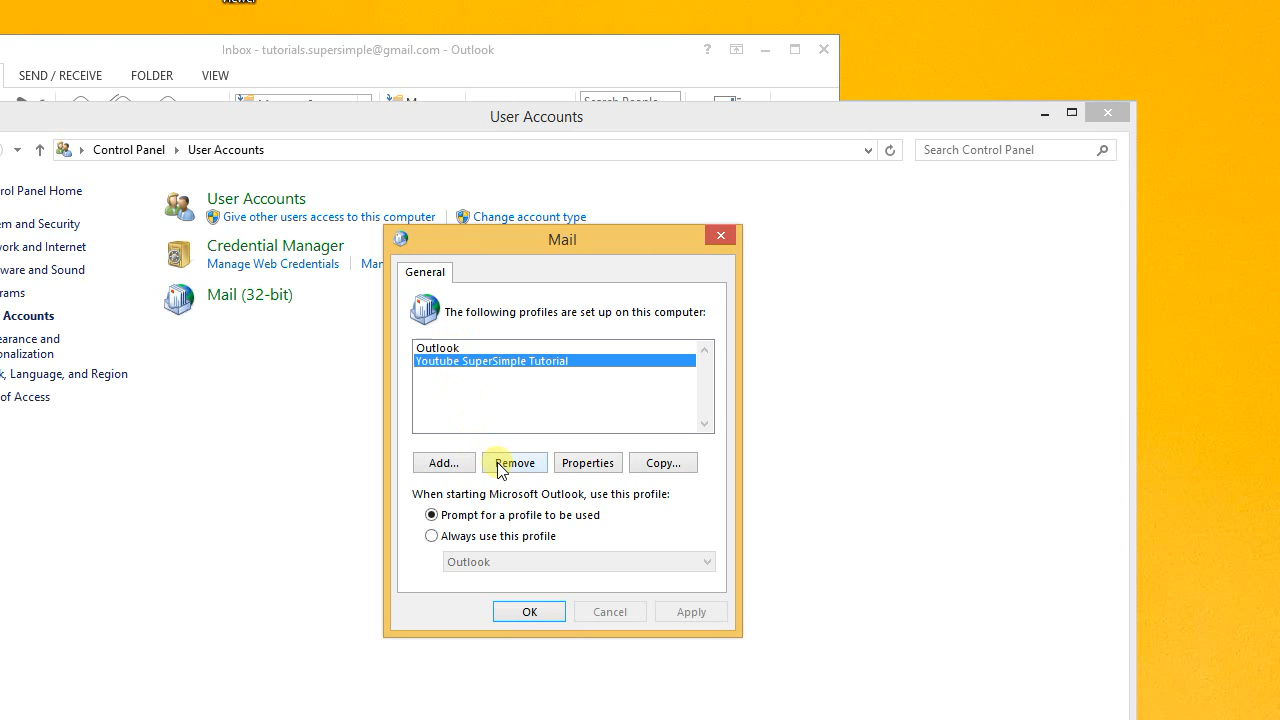 viewer
Inbox - tutorials.supersimple@gmail.com - Outlook
SEND / RECEIVE FOLDER VIEW
Search People
User Accounts
Control Panel User Accounts
Search Control Panel
rol Panel Home
em and Security
work and Internet
ware and Sound
rams
Accounts
earance and
onalization
k, Language, and Region
of Access
User Accounts
Give other users access to this computer Change account type
Credential Manager
Manage Web Credentials Man
Mail (32-bit)
Mail
General
The following profiles are set up on this computer:
Outlook
Youtube SuperSimple Tutorial
Add... Remove Properties Copy...
When starting Microsoft Outlook, use this profile:
Prompt for a profile to be used
Always use this profile
Outlook
OK Cancel Apply